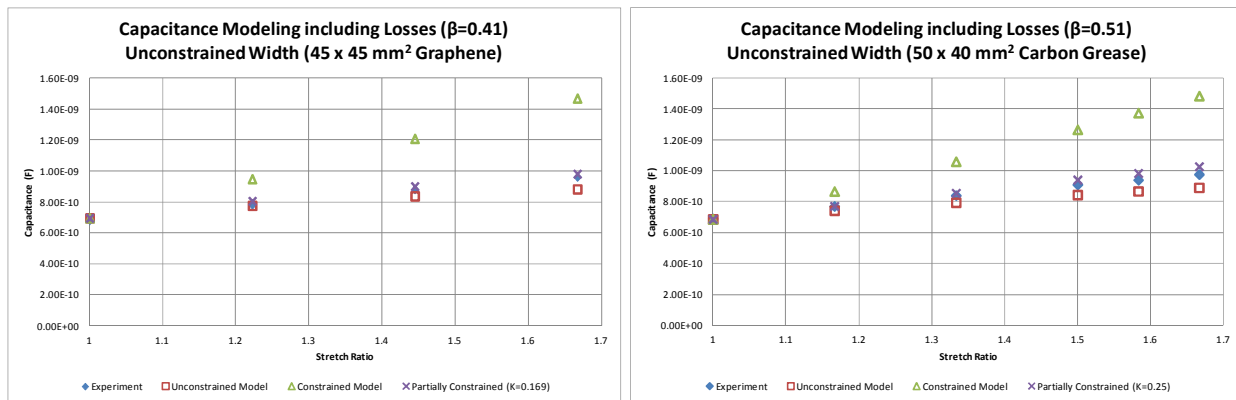 Capacitance Modeling including Losses (β=0.41)
Unconstrained Width (45 x 45 mm² Graphene)
1.60E-09
1.40E-09
1.20E-09
1.00E-09
8.00E-10
6.00E-10
4.00E-10
2.00E-10
0.00E+00
Capacitance (F)
1 1.1 1.2 1.3 1.4 1.5 1.6 1.7
Stretch Ratio
Experiment Unconstrained Model Constrained Model Partially Constrained (K=0.169)
Capacitance Modeling including Losses (β=0.51)
Unconstrained Width (50 x 40 mm² Carbon Grease)
1.60E-09
1.40E-09
1.20E-09
1.00E-09
8.00E-10
6.00E-10
4.00E-10
2.00E-10
0.00E+00
Capacitance (F)
1 1.1 1.2 1.3 1.4 1.5 1.6 1.7
Stretch Ratio
Experiment Unconstrained Model Constrained Model Partially Constrained (K=0.25)